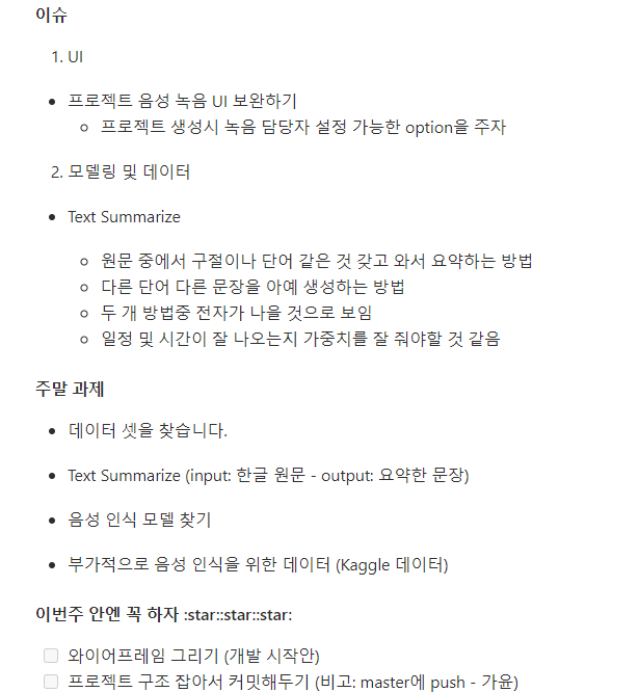 이슈
1. UI
• 프로젝트 음성 녹음 UI 보완하기
◦ 프로젝트 생성시 녹음 담당자 설정 가능한 option을 주자
2. 모델링 및 데이터
• Text Summarize
◦ 원문 중에서 구절이나 단어 같은 것 갖고 와서 요약하는 방법
◦ 다른 단어 다른 문장을 아예 생성하는 방법
◦ 두 개 방법중 전자가 나을 것으로 보임
◦ 일정 및 시간이 잘 나오는지 가중치를 잘 줘야할 것 같음
주말 과제
• 데이터 셋을 찾습니다.
• Text Summarize (input: 한글 원문 - output: 요약한 문장)
• 음성 인식 모델 찾기
• 부가적으로 음성 인식을 위한 데이터 (Kaggle 데이터)
이번주 안엔 꼭 하자 :star::star::star:
와이어프레임 그리기 (개발 시작안)
프로젝트 구조 잡아서 커밋해두기 (비고: master에 push - 가윤)